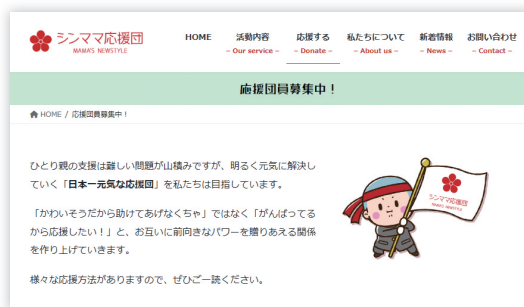 シンママ応援団
MAMA'S NEWSTYLE
HOME 活動内容 応援する 私たちについて 新着情報 お問い合わせ
– Our service – – Donate – – About us – – News – – Contact –
応援団員募集中！
HOME / 応援団員募集中！
ひとり親の支援は難しい問題が山積みですが、明るく元気に解決し
ていく「日本一元気な応援団」を私たちは目指しています。
「かわいそうだから助けてあげなくちゃ」ではなく「がんばってる
から応援したい！」と、お互いに前向きなパワーを贈りあえる関係
を作り上げていきます。
様々な応援方法がありますので、ぜひご一読ください。
シンママ応援団
MAMA'S NEWSTYLE